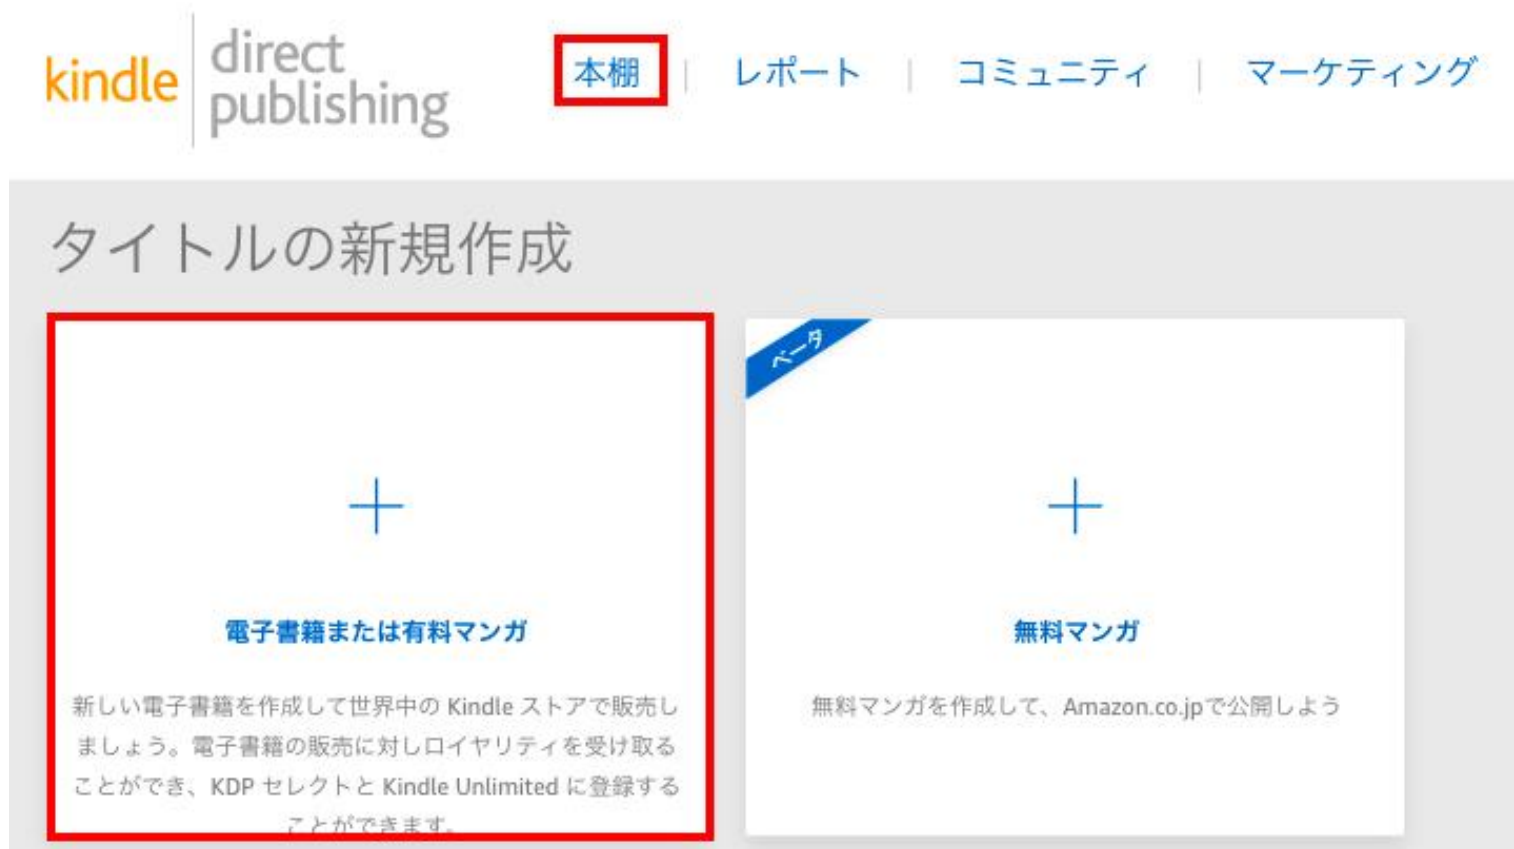 kindle
direct
publishing
本棚 | レポート | コミュニティ | マーケティング
タイトルの新規作成
電子書籍または有料マンガ
新しい電子書籍を作成して世界中の Kindle ストアで販売し
ましょう。電子書籍の販売に対しロイヤリティを受け取る
ことができ、KDP セレクトと Kindle Unlimited に登録する
ことができます。
ベータ
無料マンガ
無料マンガを作成して、Amazon.co.jpで公開しよう